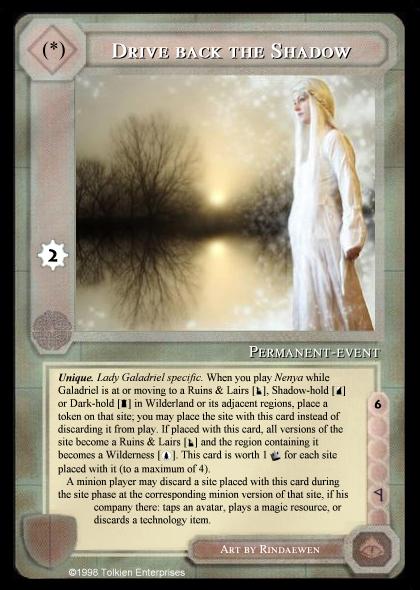 (*)
DRIVE BACK THE SHADOW
2
PERMANENT-EVENT
Unique. Lady Galadriel specific. When you play Nenya while
Galadriel is at or moving to a Ruins & Lairs [], Shadow-hold []
or Dark-hold [] in Wilderland or its adjacent regions, place a
token on that site; you may place the site with this card instead of
discarding it from play. If placed with this card, all versions of the
site become a Ruins & Lairs [] and the region containing it
becomes a Wilderness []. This card is worth 1 for each site
placed with it (to a maximum of 4).
A minion player may discard a site placed with this card during
the site phase at the corresponding minion version of that site, if his
company there: taps an avatar, plays a magic resource, or
discards a technology item.
6
ART BY RINDAEWEN
©1998 Tolkien Enterprises